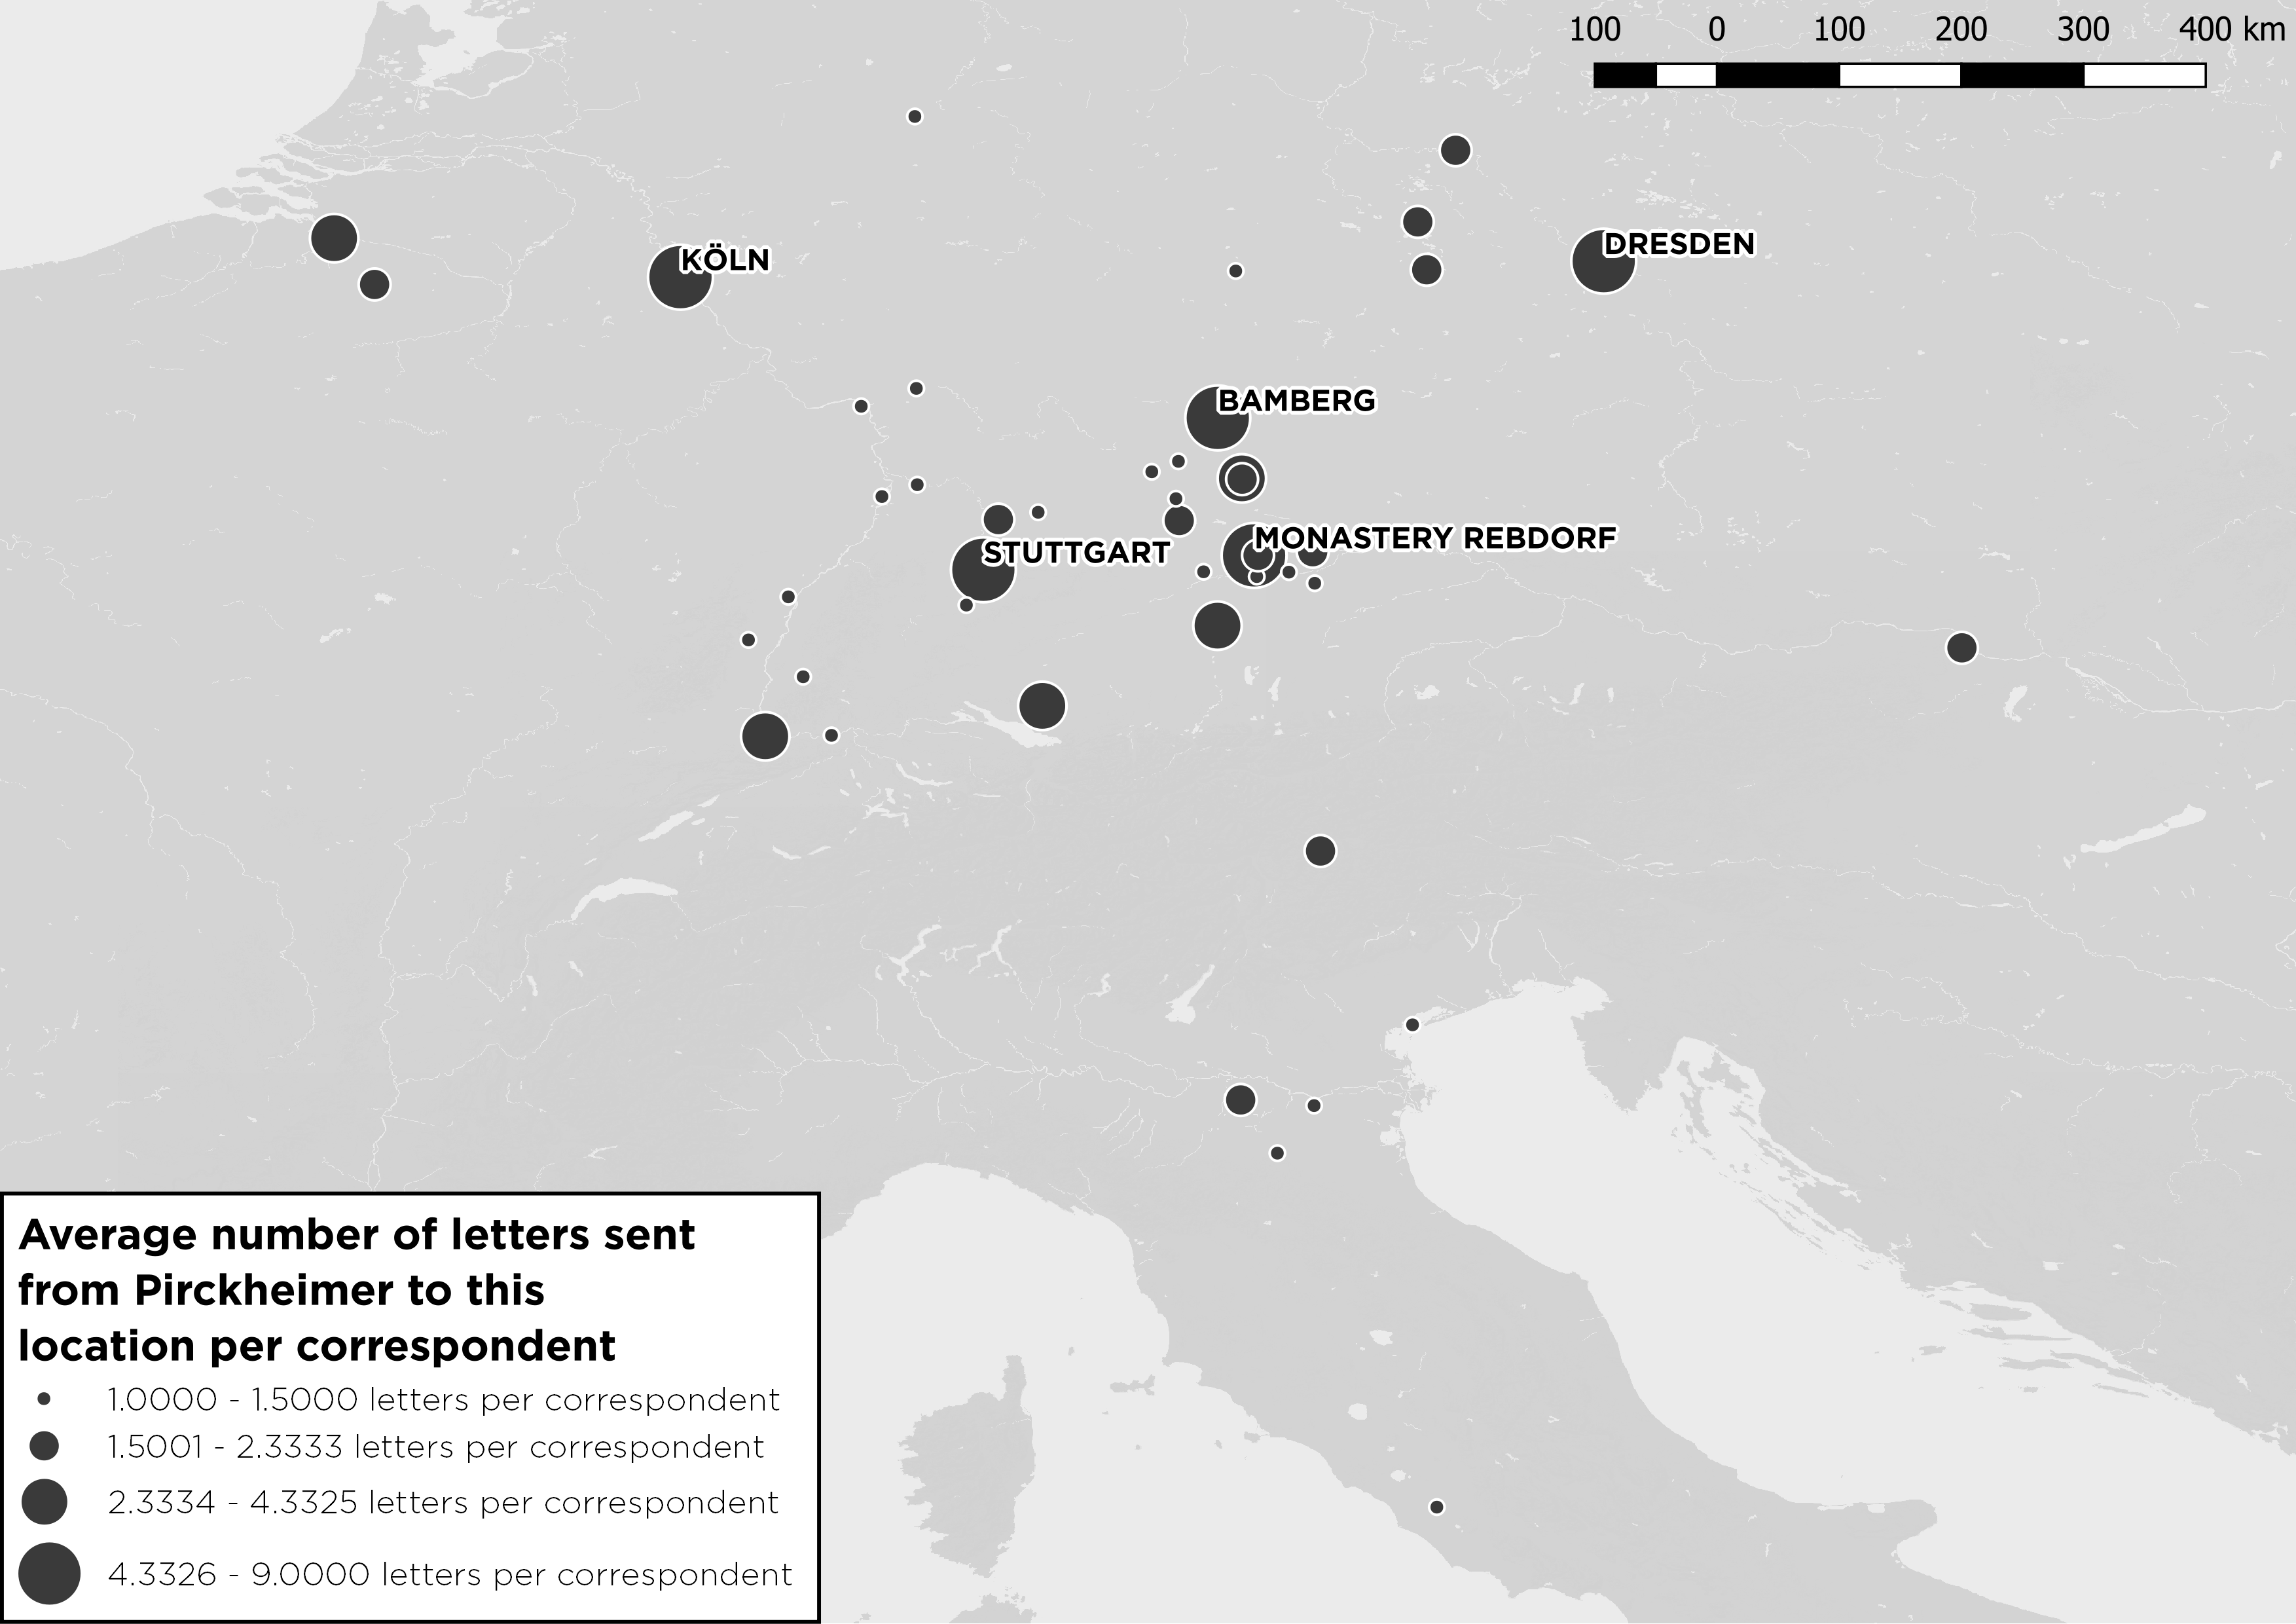 100 0 100 200 300 400 km
KÖLN
DRESDEN
BAMBERG
MONASTERY REBDORF
STUTTGART
Average number of letters sent
from Pirckheimer to this
location per correspondent
1.0000 - 1.5000 letters per correspondent
1.5001 - 2.3333 letters per correspondent
2.3334 - 4.3325 letters per correspondent
4.3326 - 9.0000 letters per correspondent